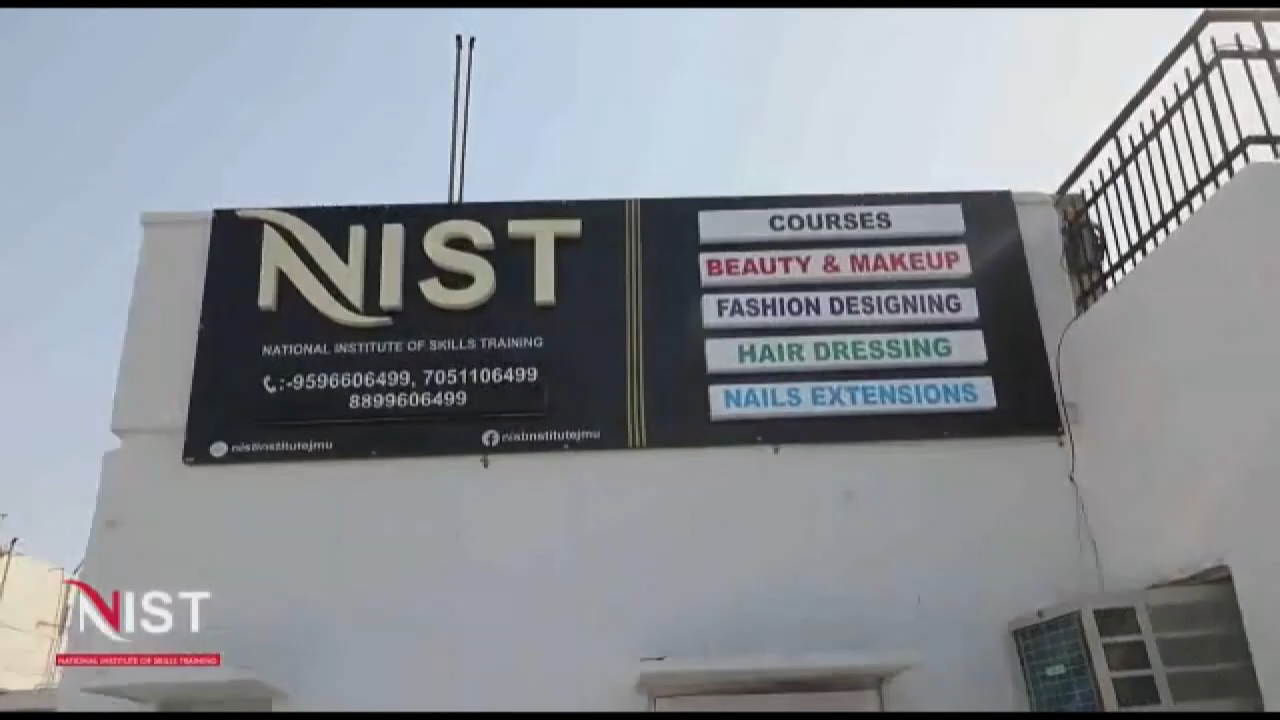 NIST
NATIONAL INSTITUTE OF SKILLS TRAINING
:-9596606499, 7051106499
8899606499
nistinstitutejmu
nistinstitutejmu
COURSES
BEAUTY & MAKEUP
FASHION DESIGNING
HAIR DRESSING
NAILS EXTENSIONS
NIST
NATIONAL INSTITUTE OF SKILLS TRAINING